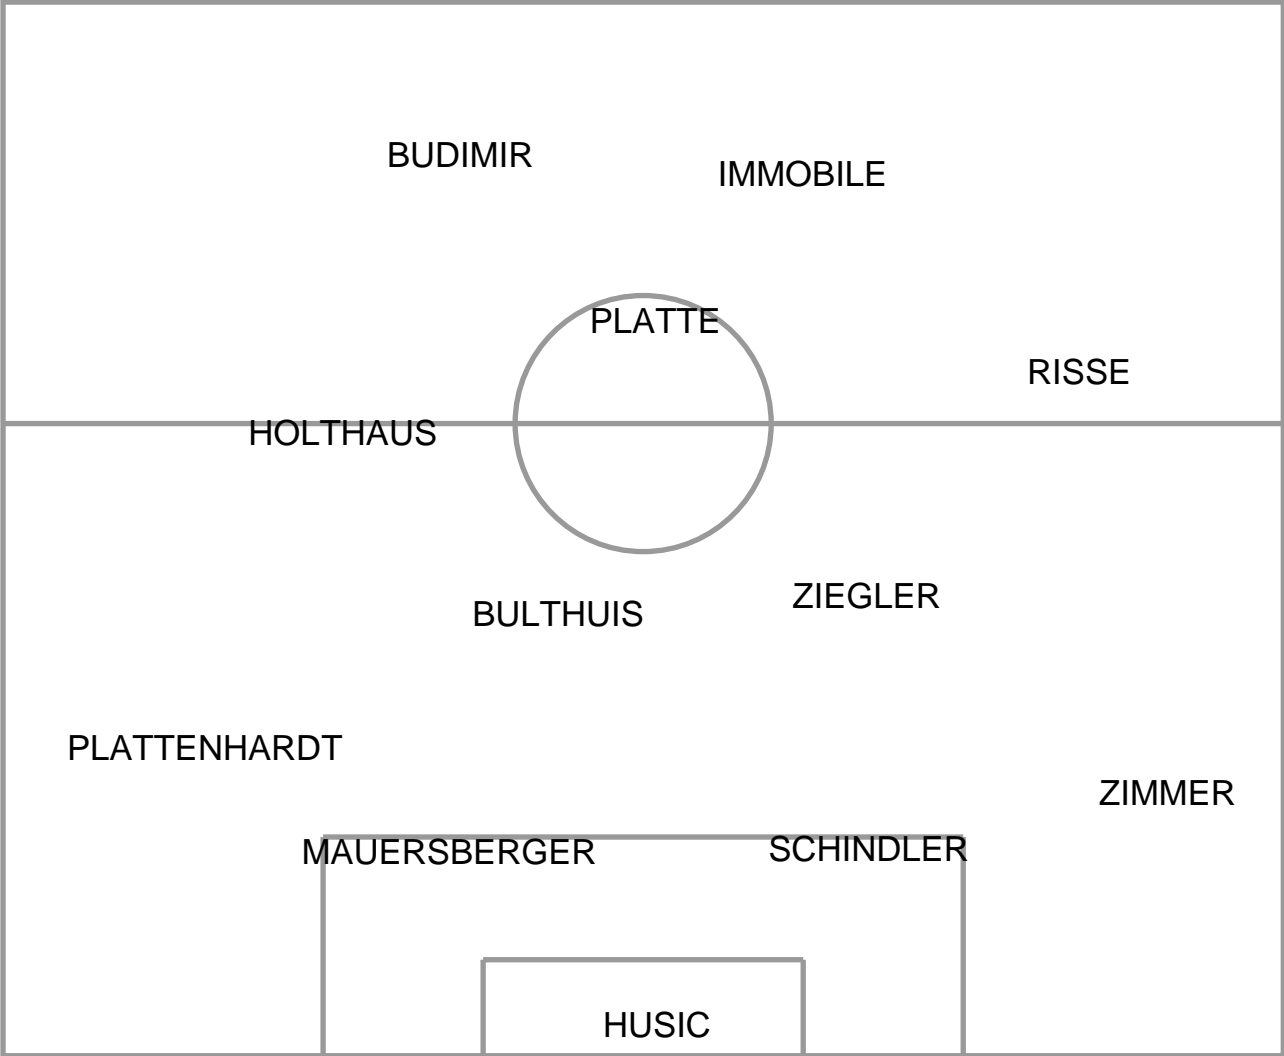 BUDIMIR
IMMOBILE
PLATTE
RISSE
HOLTHAUS
ZIEGLER
BULTHUIS
PLATTENHARDT
ZIMMER
MAUERSBERGER
SCHINDLER
HUSIC